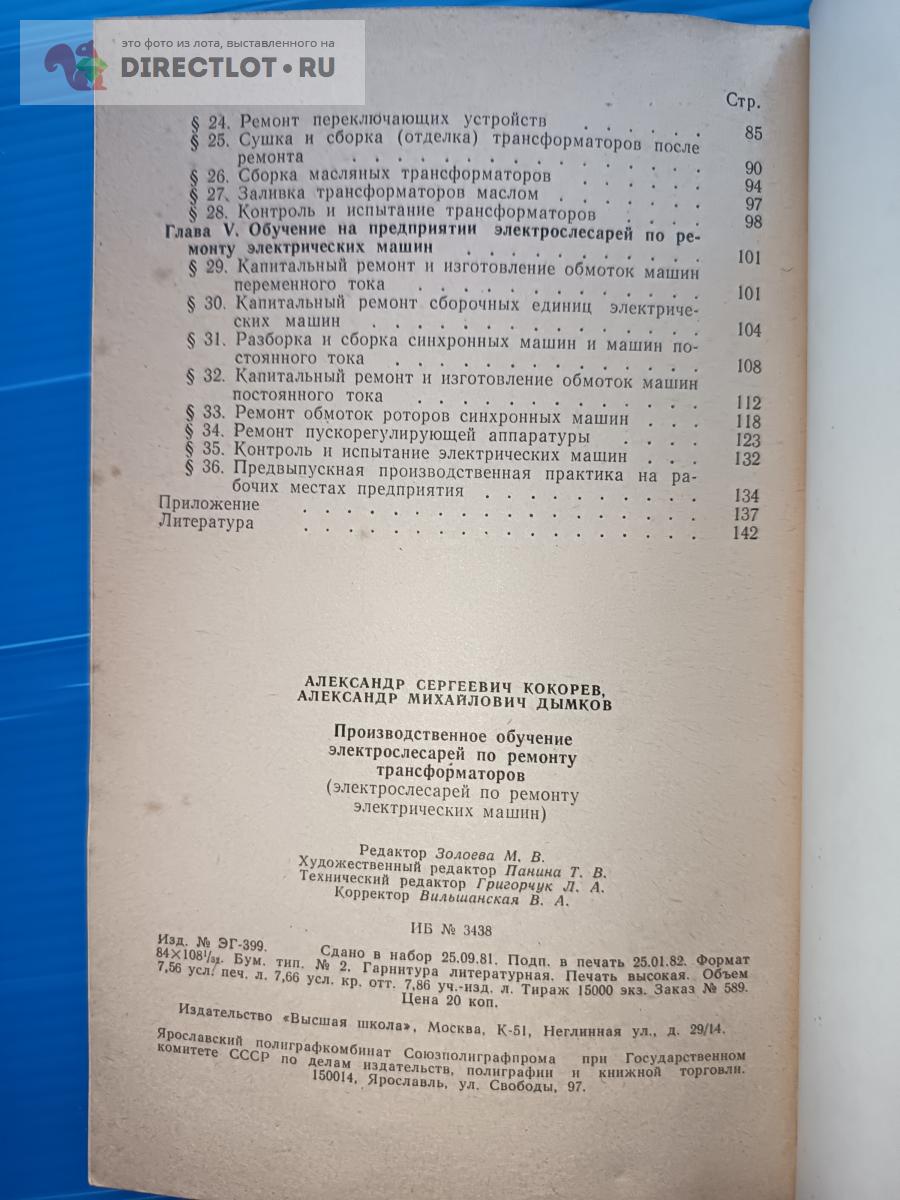 это фото из лота, выставленного на
DIRECTLOT.RU
Стр.
§ 24. Ремонт переключающих устройств . . . . . . 85
§ 25. Сушка и сборка (отделка) трансформаторов после
ремонта . . . . . . . . . . . . . 90
§ 26. Сборка масляных трансформаторов . . . . . . 94
§ 27. Заливка трансформаторов маслом . . . . . . 97
§ 28. Контроль и испытание трансформаторов . . . . 98
Глава V. Обучение на предприятии электрослесарей по ре-
монту электрических машин . . . . . . . . . . 101
§ 29. Капитальный ремонт и изготовление обмоток машин
переменного тока . . . . . . . . . . . . 101
§ 30. Капитальный ремонт сборочных единиц электриче-
ских машин . . . . . . . . . . . . . . 104
§ 31. Разборка и сборка синхронных машин и машин по-
стоянного тока . . . . . . . . . . . . . 108
§ 32. Капитальный ремонт и изготовление обмоток машин
постоянного тока . . . . . . . . . . . . 112
§ 33. Ремонт обмоток роторов синхронных машин . . . 118
§ 34. Ремонт пускорегулирующей аппаратуры . . . . 123
§ 35. Контроль и испытание электрических машин . . . 132
§ 36. Предвыпускная производственная практика на ра-
бочих местах предприятия . . . . . . . . . 134
Приложение . . . . . . . . . . . . . . . . . 137
Литература . . . . . . . . . . . . . . . . . 142
АЛЕКСАНДР СЕРГЕЕВИЧ КОКОРЕВ,
АЛЕКСАНДР МИХАЙЛОВИЧ ДЫМКОВ
Производственное обучение
электрослесарей по ремонту
трансформаторов
(электрослесарей по ремонту
электрических машин)
Редактор Золоева М. В.
Художественный редактор Панина Т. В.
Технический редактор Григорчук Л. А.
Корректор Вильшанская В. А.
ИБ № 3438
Изд. № ЭГ-399. Сдано в набор 25.09.81. Подп. в печать 25.01.82. Формат
84×108¹/₃₂. Бум. тип. № 2. Гарнитура литературная. Печать высокая. Объем
7,56 усл. печ. л. 7,66 усл. кр. отт. 7,86 уч.-изд. л. Тираж 15000 экз. Заказ № 589.
Цена 20 коп.
Издательство «Высшая школа», Москва, К-51, Неглинная ул., д. 29/14.
Ярославский полиграфкомбинат Союзполиграфпрома при Государственном
комитете СССР по делам издательств, полиграфии и книжной торговли.
150014, Ярославль, ул. Свободы, 97.